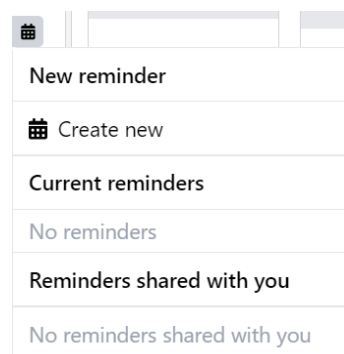 New reminder
Create new
Current reminders
No reminders
Reminders shared with you
No reminders shared with you